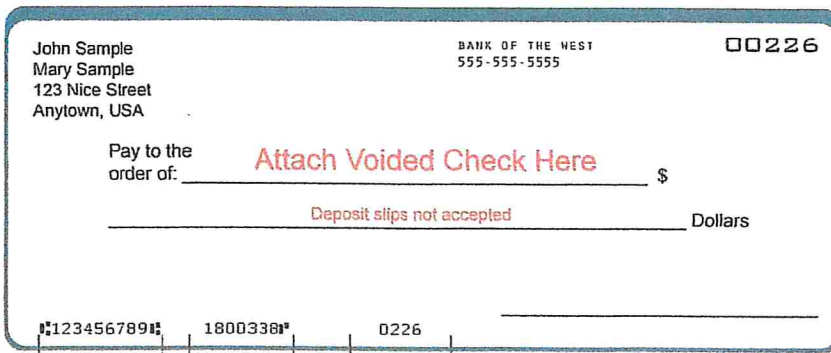 John Sample
Mary Sample
123 Nice Street
Anytown, USA
BANK OF THE WEST
555-555-5555
00226
Pay to the
order of: Attach Voided Check Here $
Deposit slips not accepted Dollars
⑆123456789⑆ 1800338⑈ 0226